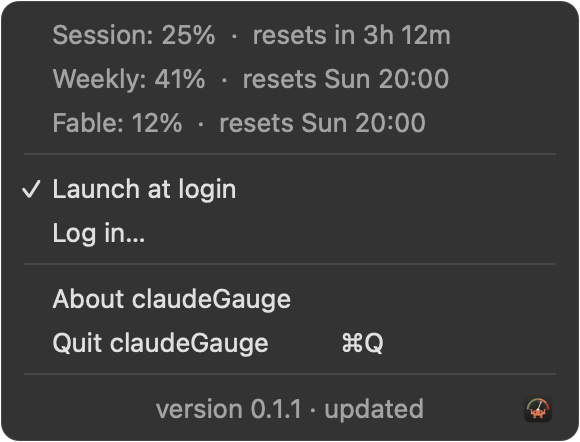 Session: 25% · resets in 3h 12m
Weekly: 41% · resets Sun 20:00
Fable: 12% · resets Sun 20:00
✓ Launch at login
Log in...
About claudeGauge
Quit claudeGauge ⌘Q
version 0.1.1 · updated